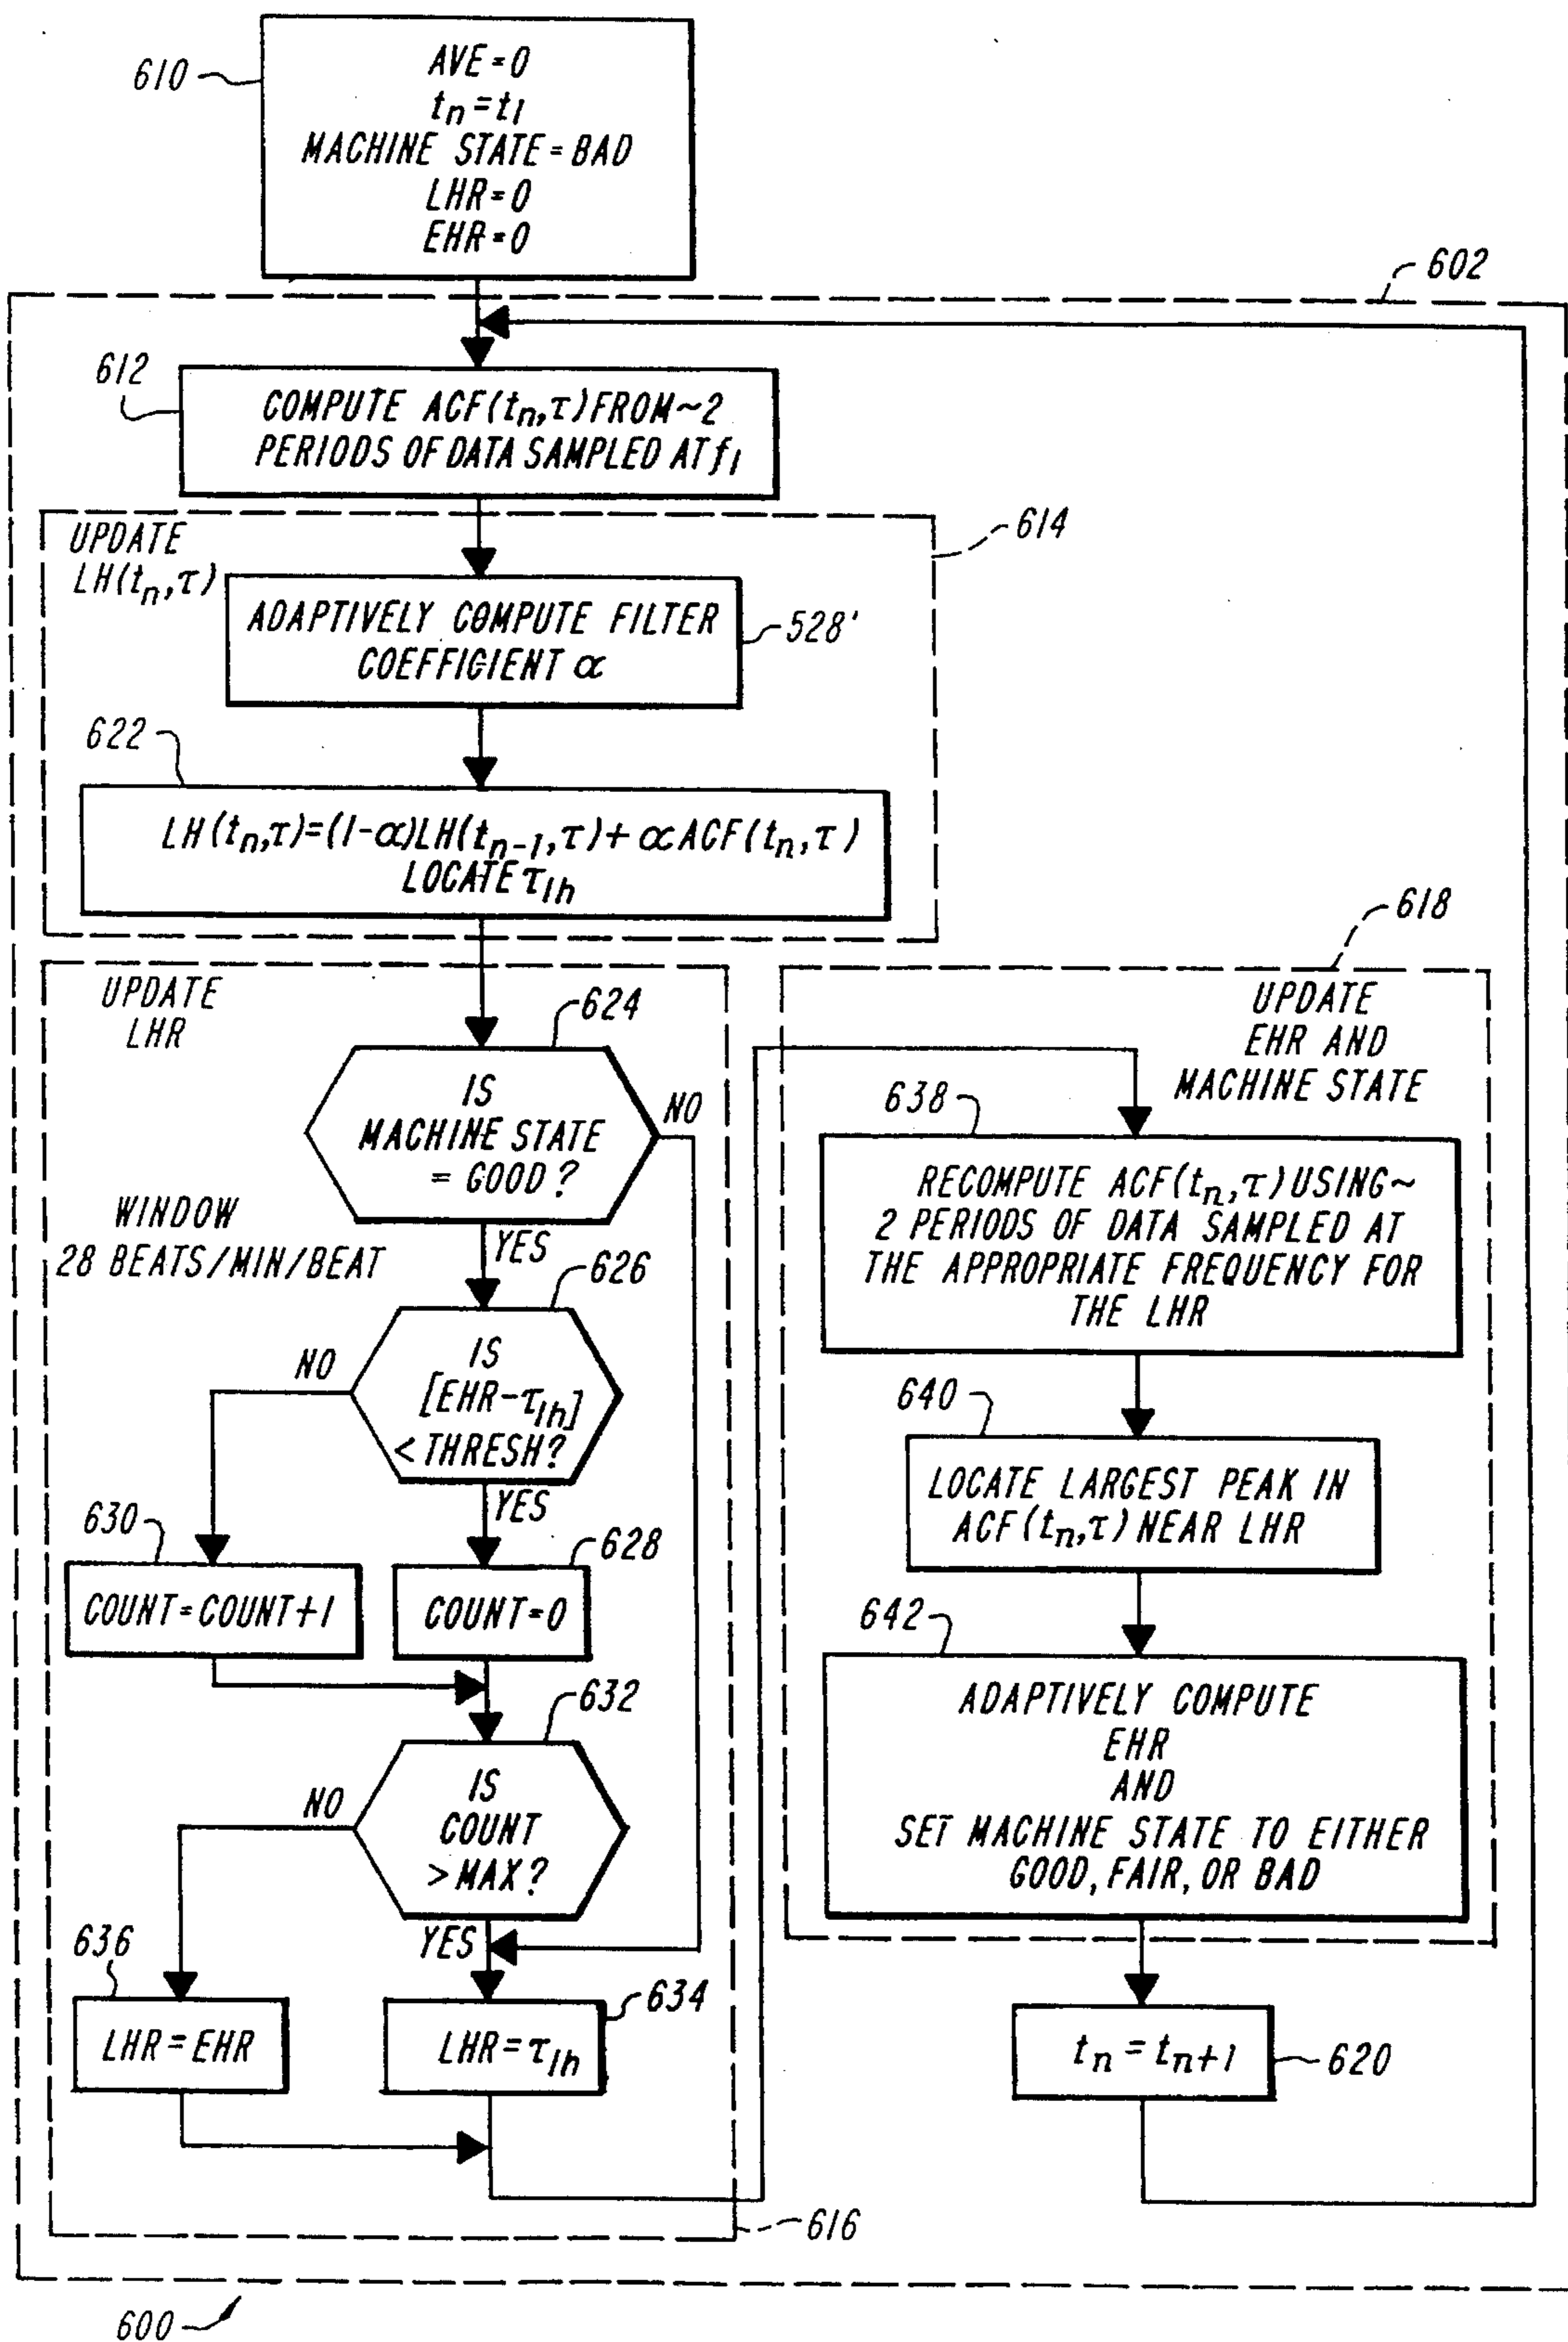 610
AVE=0
tn=t1
MACHINE STATE=BAD
LHR=0
EHR=0
602
612
COMPUTE ACF(tn,τ)FROM~2
PERIODS OF DATA SAMPLED AT f1
614
UPDATE
LH(tn,τ)
ADAPTIVELY COMPUTE FILTER
COEFFICIENT α
528'
622
LH(tn,τ)=(1-α)LH(tn-1,τ)+αACF(tn,τ)
LOCATE τlh
UPDATE
LHR
624
IS
MACHINE STATE
= GOOD?
NO
YES
WINDOW
28 BEATS/MIN/BEAT
626
IS
[EHR-τlh]
< THRESH?
NO
YES
630
COUNT=COUNT+1
628
COUNT=0
632
IS
COUNT
>MAX?
NO
YES
636
LHR=EHR
634
LHR=τlh
616
618
UPDATE
EHR AND
MACHINE STATE
638
RECOMPUTE ACF(tn,τ)USING~
2 PERIODS OF DATA SAMPLED AT
THE APPROPRIATE FREQUENCY FOR
THE LHR
640
LOCATE LARGEST PEAK IN
ACF(tn,τ) NEAR LHR
642
ADAPTIVELY COMPUTE
EHR
AND
SET MACHINE STATE TO EITHER
GOOD, FAIR, OR BAD
tn=tn+1
620
600